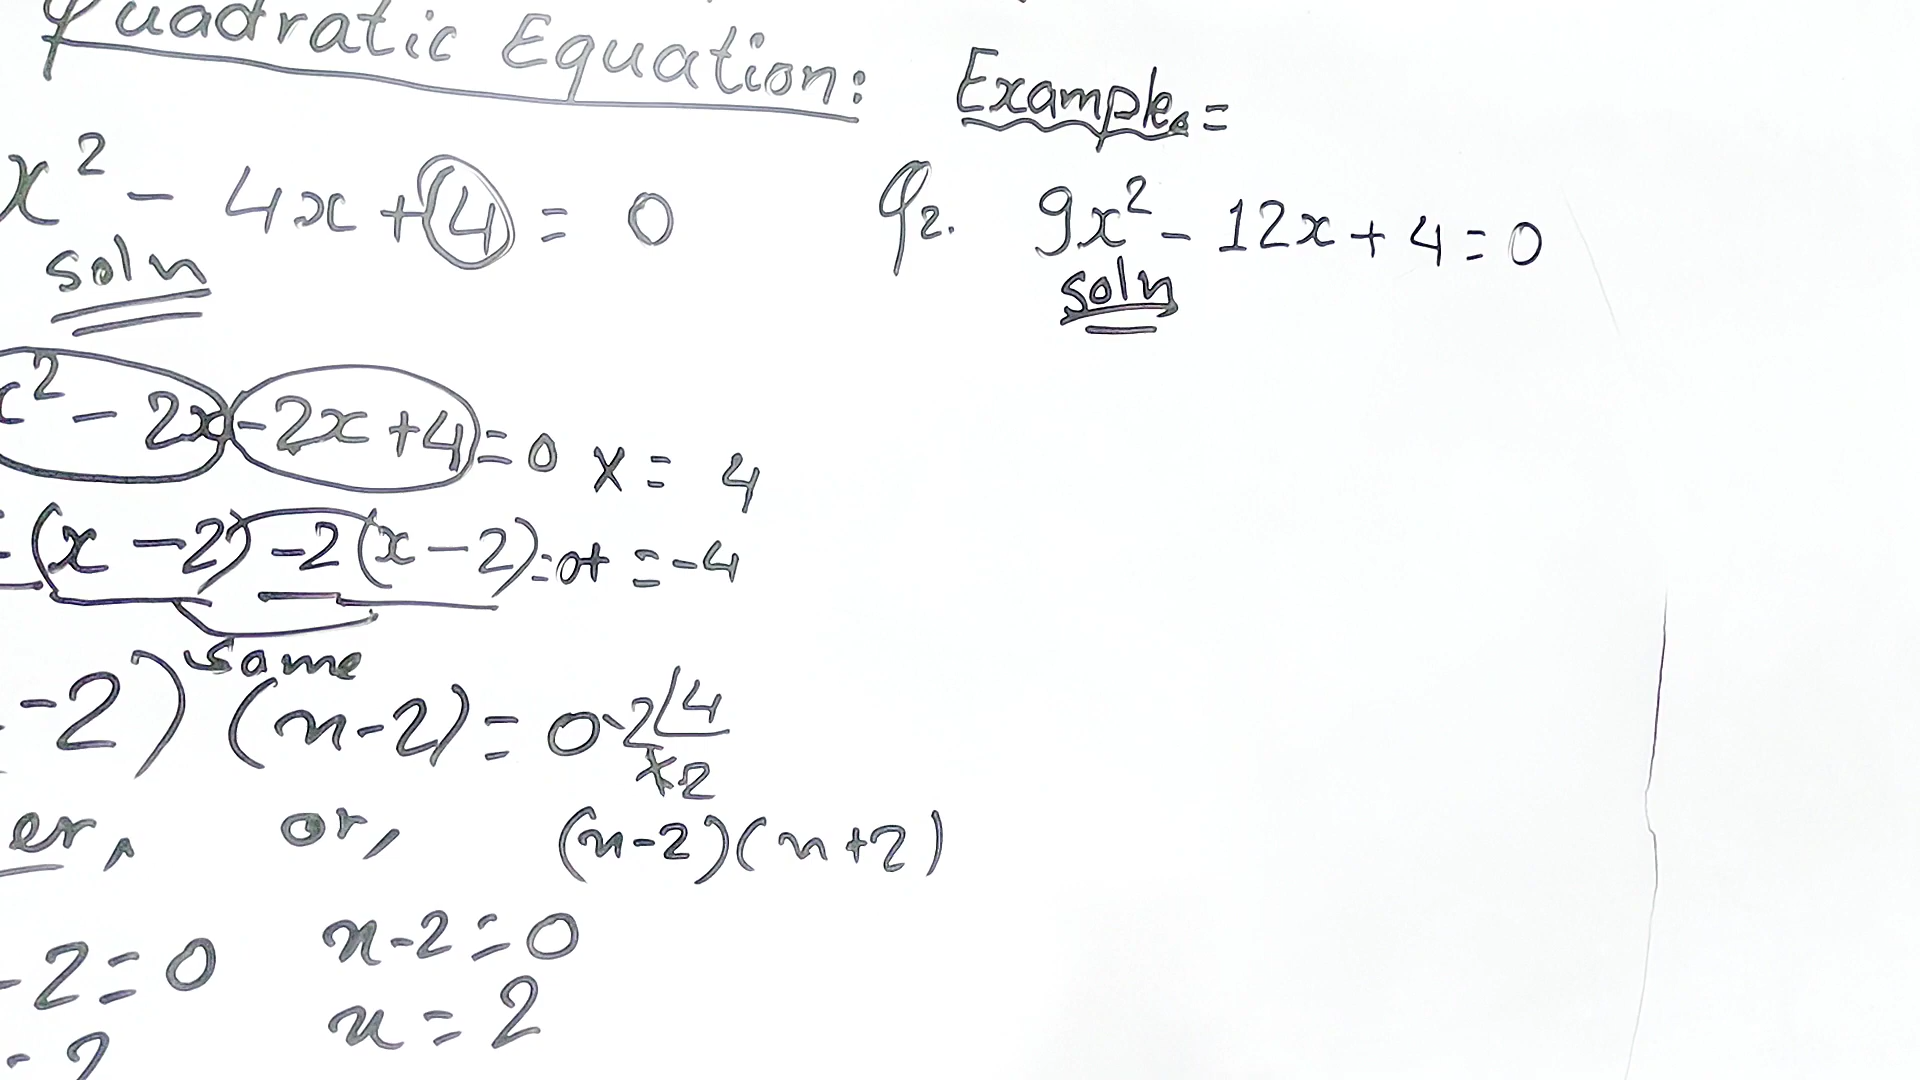 Quadratic Equation:
x² - 4x + 4 = 0
soln
x² - 2x - 2x + 4 = 0 x = 4
(x - 2) - 2 (x - 2) = 0 + = -4
same
-2) (x-2) = 0 -2 4
x2
er, or, (x-2)(x+2)
-2 = 0 x-2 = 0
x = 2
Example :=
Q2. 9x² - 12x + 4 = 0
soln